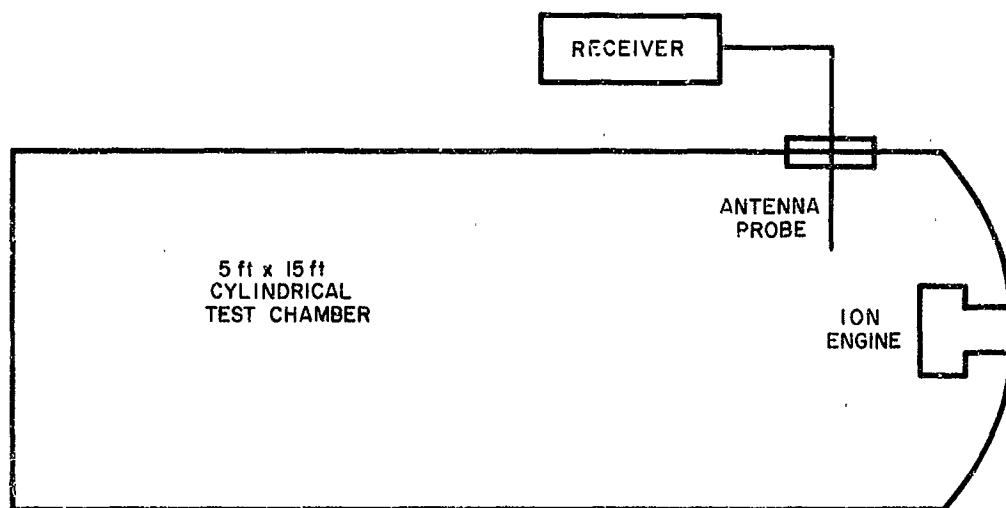 RECEIVER
ANTENNA
PROBE
5 ft x 15 ft
CYLINDRICAL
TEST CHAMBER
ION
ENGINE